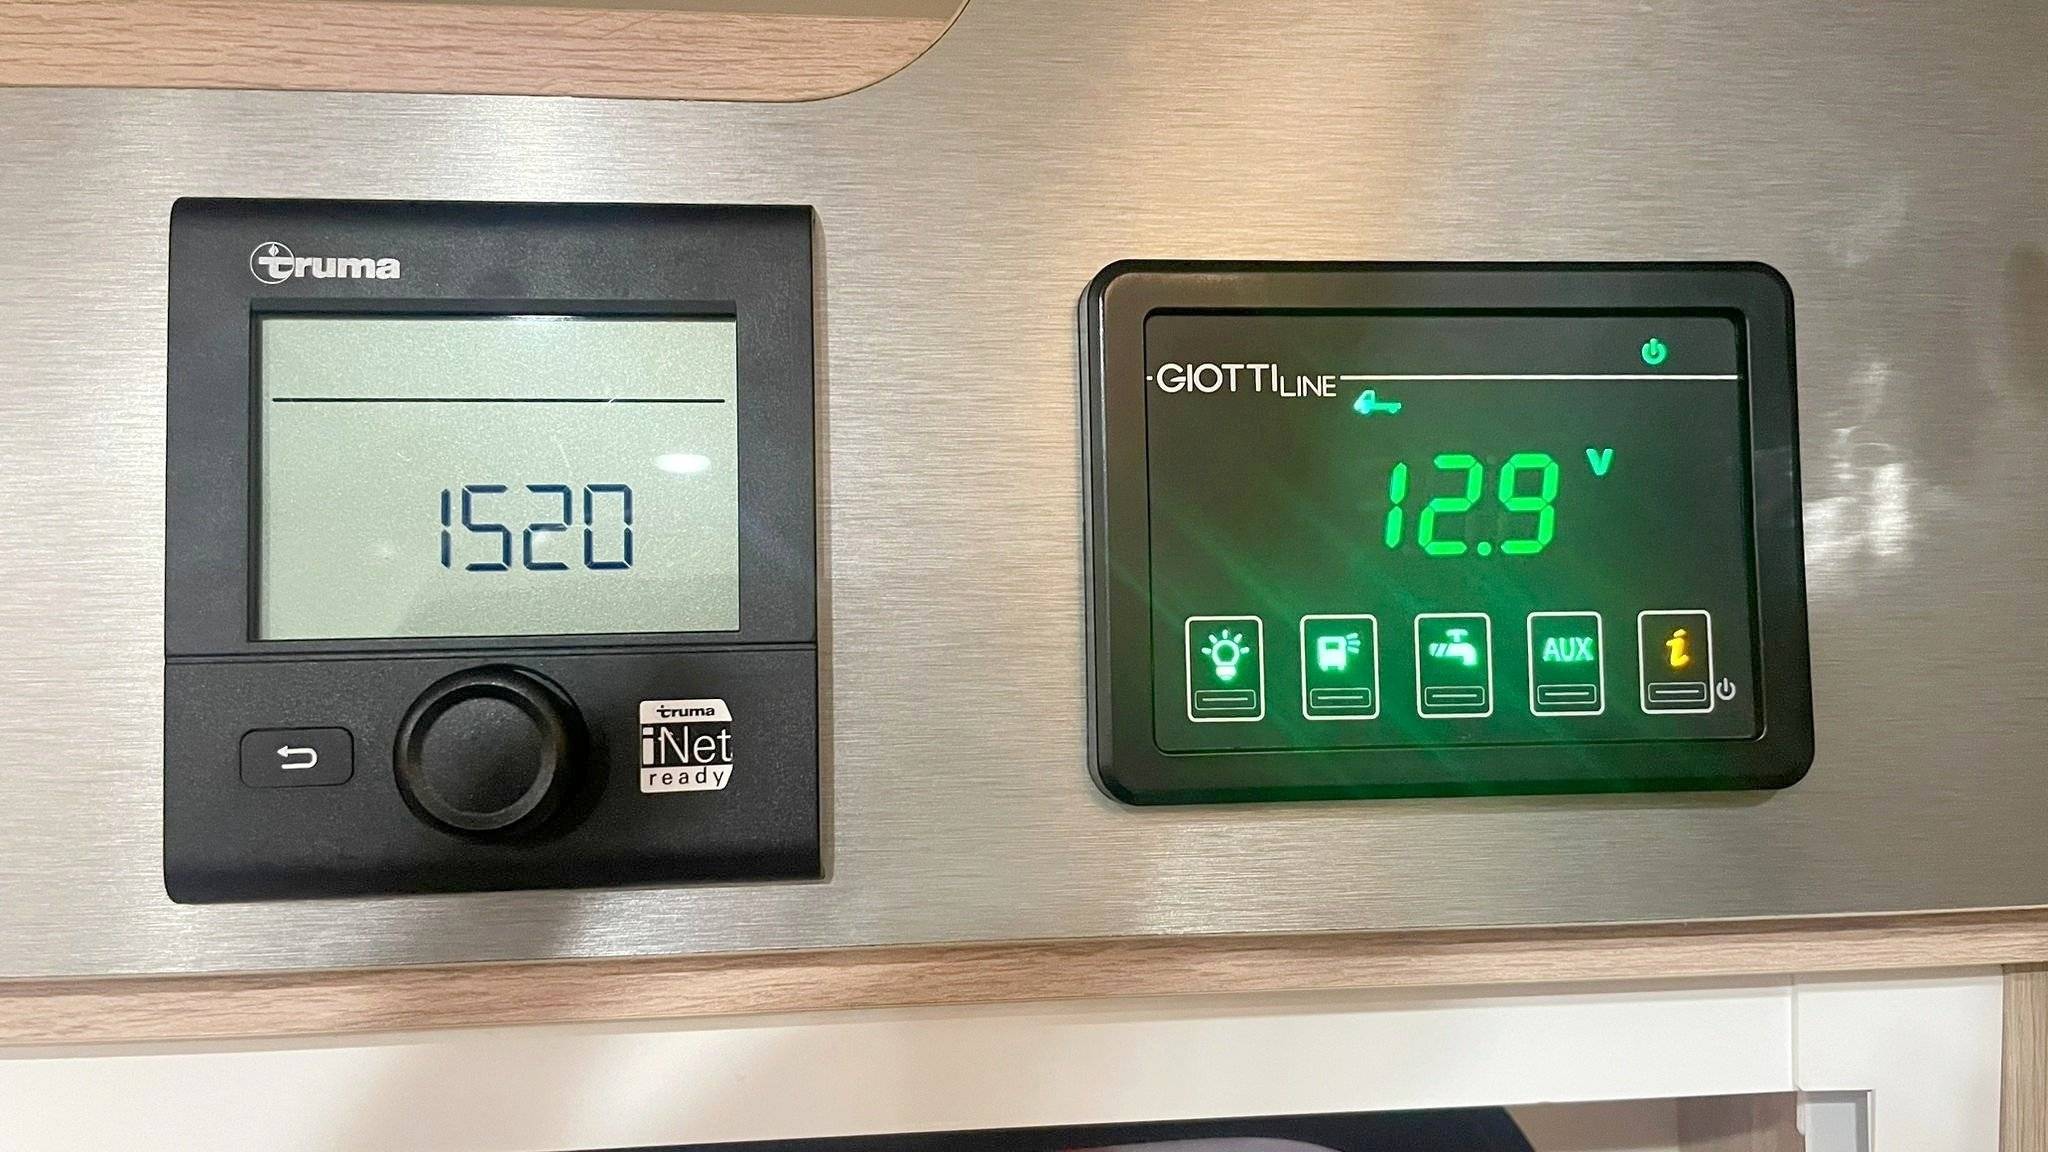 truma
1520
truma
iNet
ready
GIOTTILINE
12.9 V
AUX
i